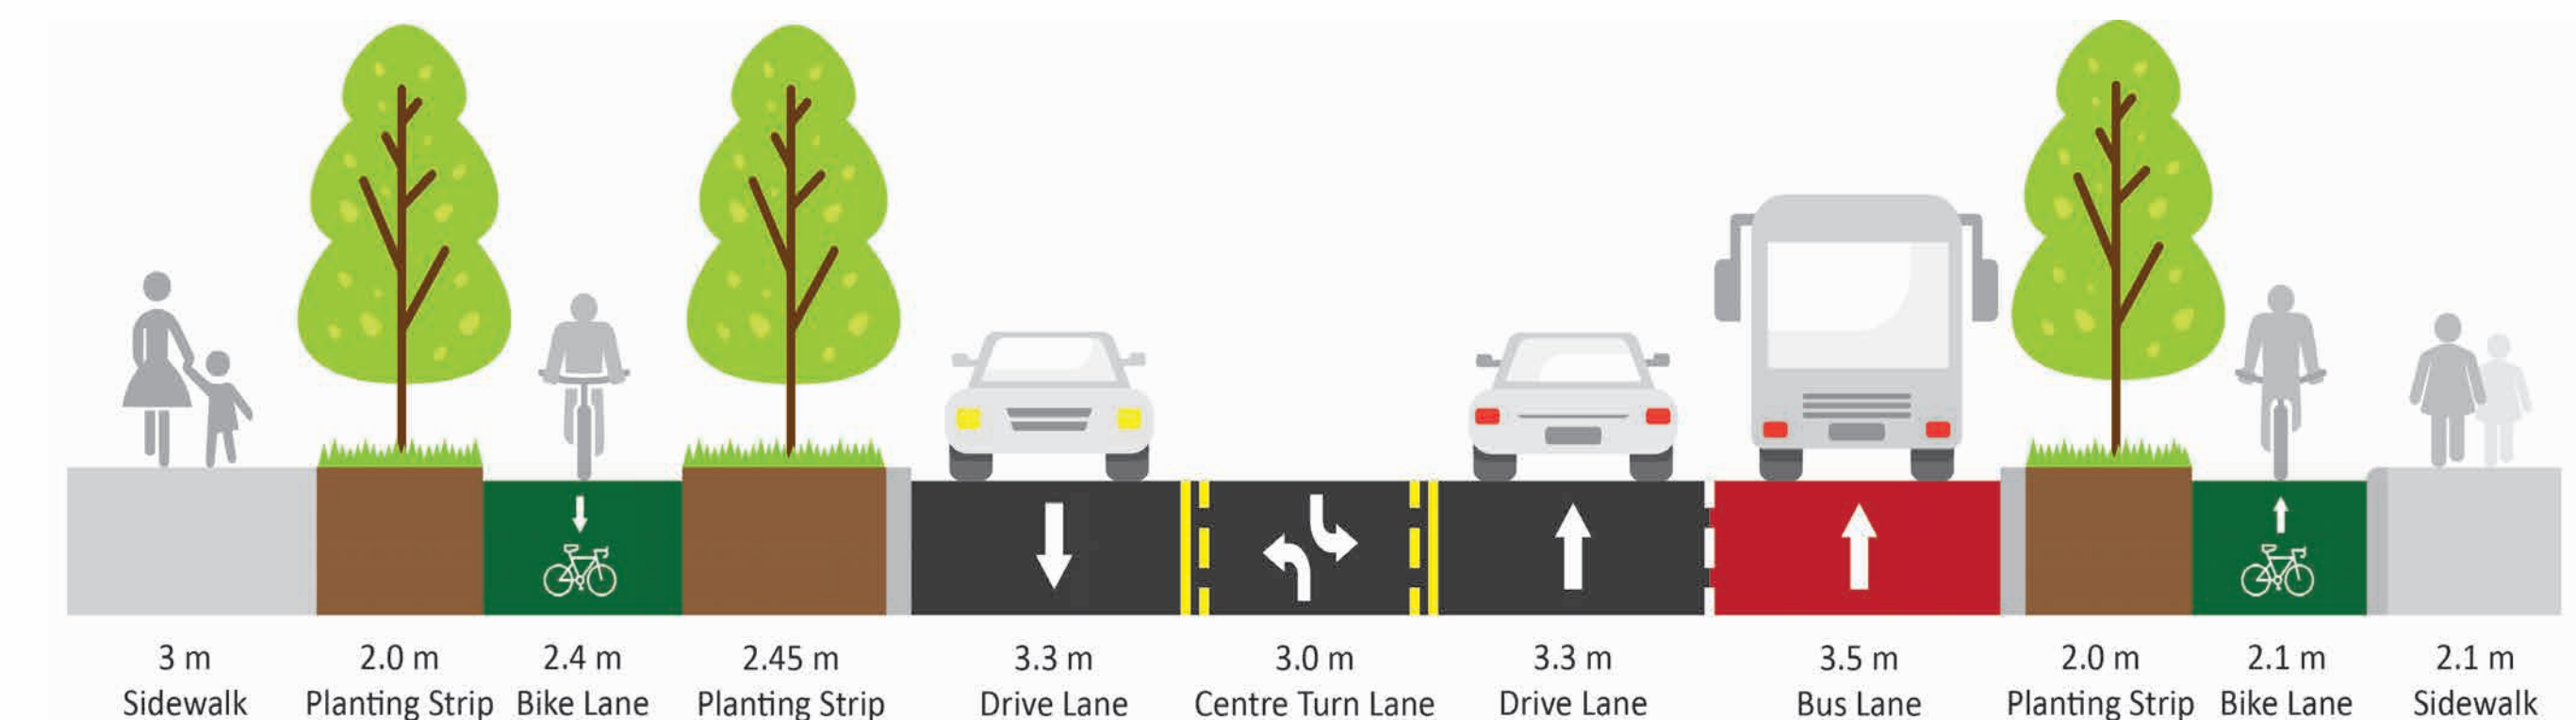 3 m 2.0 m 2.4 m 2.45 m 3.3 m 3.0 m 3.3 m 3.5 m 2.0 m 2.1 m 2.1 m
Sidewalk Planting Strip Bike Lane Planting Strip Drive Lane Centre Turn Lane Drive Lane Bus Lane Planting Strip Bike Lane Sidewalk